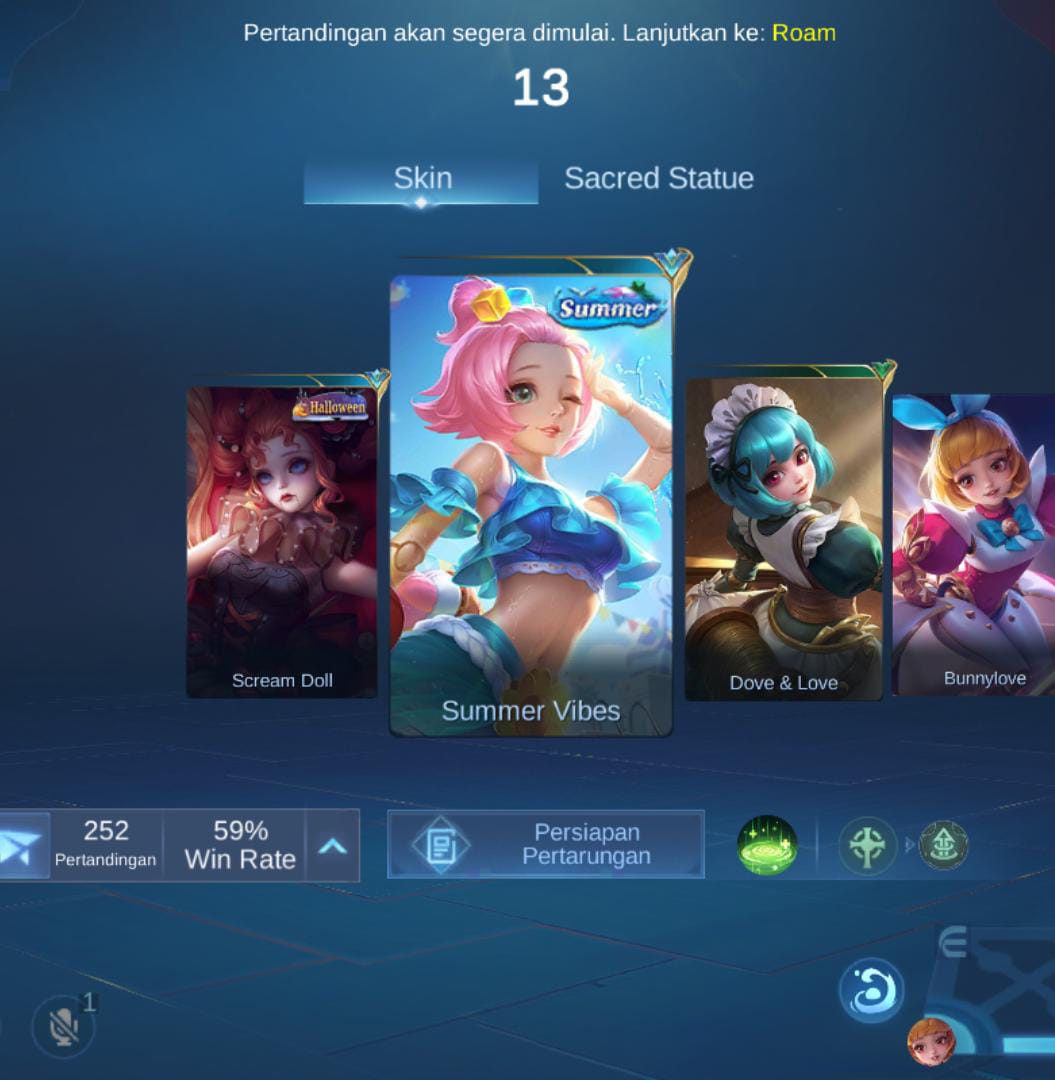 Pertandingan akan segera dimulai. Lanjutkan ke: Roam
13
Skin
Sacred Statue
Summer
Halloween
Scream Doll
Summer Vibes
Dove & Love
Bunnylove
252
Pertandingan
59%
Win Rate
Persiapan
Pertarungan
1